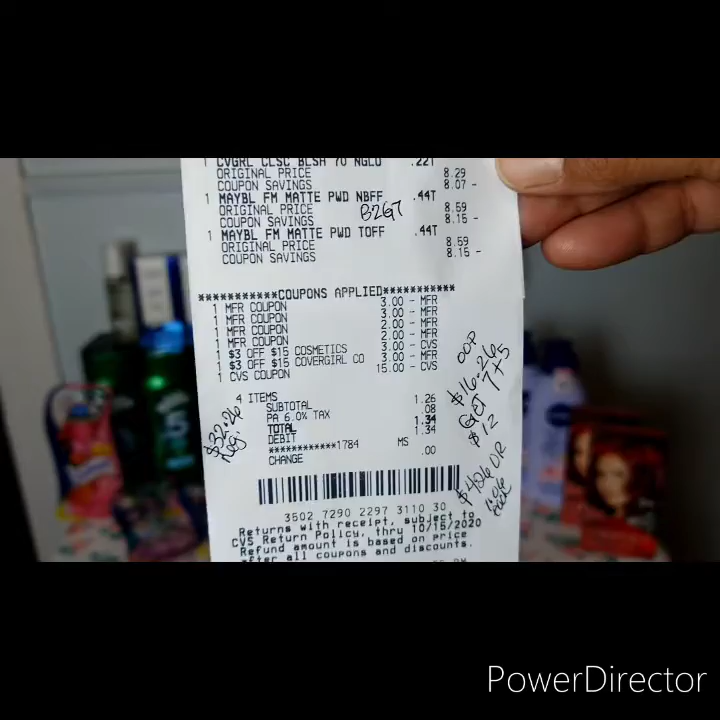 1 CVGRL CLSC BLSH 70 NGLD .22T
ORIGINAL PRICE 8.29
COUPON SAVINGS 8.07 -
1 MAYBL FM MATTE PWD NBFF .44T
ORIGINAL PRICE 8.59
COUPON SAVINGS 8.15 -
B2G7
1 MAYBL FM MATTE PWD TOFF .44T
ORIGINAL PRICE 8.59
COUPON SAVINGS 8.15 -
***********COUPONS APPLIED***********
1 MFR COUPON 3.00 - MFR
1 MFR COUPON 3.00 - MFR
1 MFR COUPON 2.00 - MFR
1 MFR COUPON 2.00 - MFR
1 $3 OFF $15 COSMETICS 3.00 - CVS
1 $3 OFF $15 COVERGIRL CO 3.00 - MFR
1 CVS COUPON 15.00 - CVS
4 ITEMS
SUBTOTAL 1.26
PA 6.0% TAX .08
TOTAL 1.34
DEBIT 1.34
************1784 MS
CHANGE .00
$32.26
Reg.
OOP
$16.26
GET 7+5
$12
$4.26 OR
3502 7290 2297 3110 30
Returns with receipt, subject to
CVS Return Policy, thru 10/15/2020
Refund amount is based on price
after all coupons and discounts.
PowerDirector